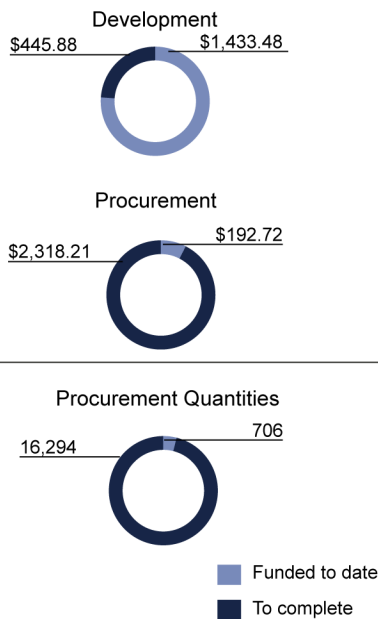 Development
$445.88 $1,433.48
Procurement
$192.72
$2,318.21
Procurement Quantities
706
16,294
Funded to date
To complete